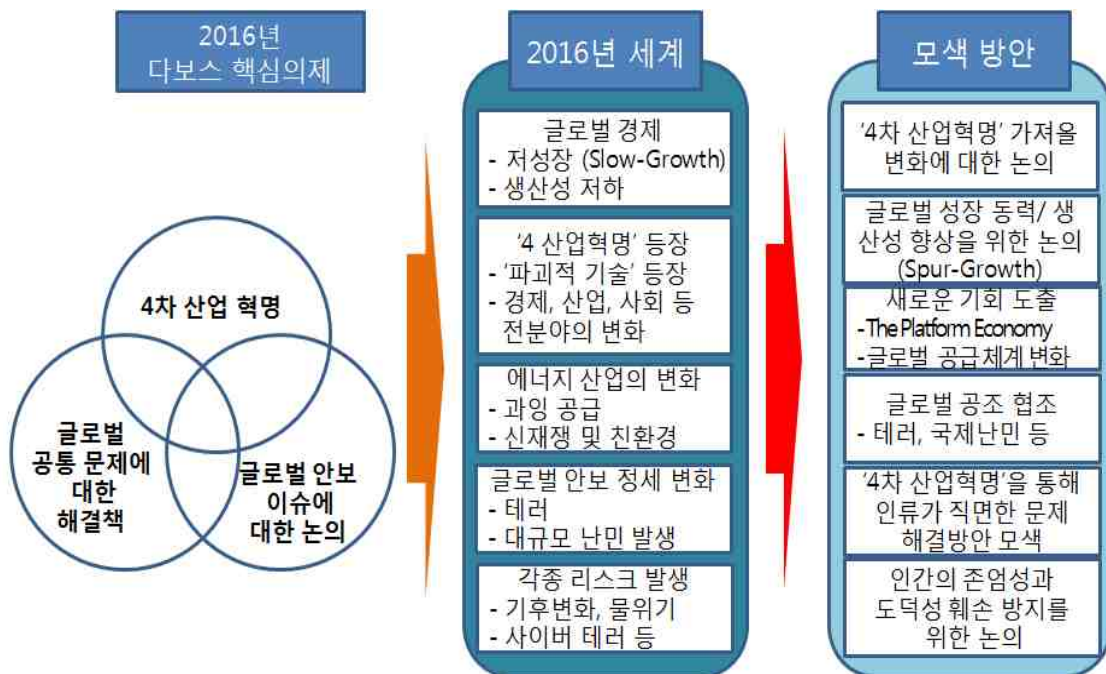 2016년
다보스 핵심의제
4차 산업 혁명
글로벌
공통 문제에
대한
해결책
글로벌 안보
이슈에
대한 논의
2016년 세계
글로벌 경제
- 저성장 (Slow-Growth)
- 생산성 저하
‘4 산업혁명’ 등장
- ‘파괴적 기술’ 등장
- 경제, 산업, 사회 등
전분야의 변화
에너지 산업의 변화
- 과잉 공급
- 신재쟁 및 친환경
글로벌 안보 정세 변화
- 테러
- 대규모 난민 발생
각종 리스크 발생
- 기후변화, 물위기
- 사이버 테러 등
모색 방안
‘4차 산업혁명’ 가져올
변화에 대한 논의
글로벌 성장 동력/ 생
산성 향상을 위한 논의
(Spur-Growth)
새로운 기회 도출
-The Platform Economy
-글로벌 공급체계 변화
글로벌 공조 협조
- 테러, 국제난민 등
‘4차 산업혁명’을 통해
인류가 직면한 문제
해결방안 모색
인간의 존엄성과
도덕성 훼손 방지를
위한 논의